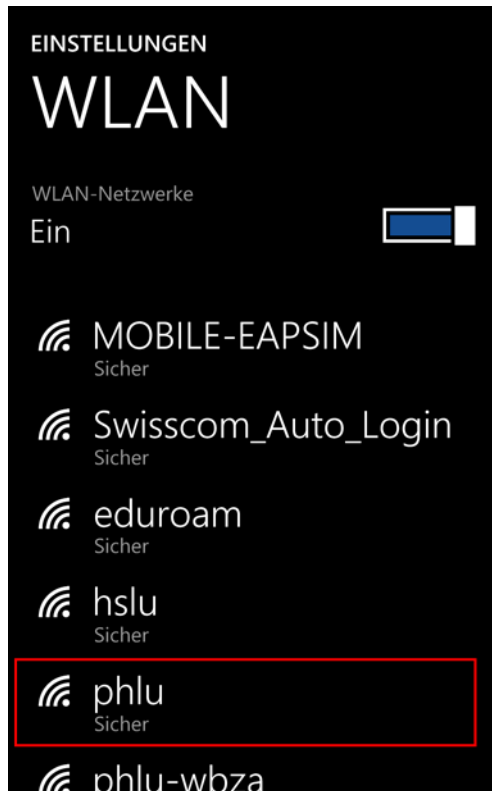 EINSTELLUNGEN
WLAN
WLAN-Netzwerke
Ein
MOBILE-EAPSIM
Sicher
Swisscom_Auto_Login
Sicher
eduroam
Sicher
hslu
Sicher
phlu
Sicher
phlu-wbza